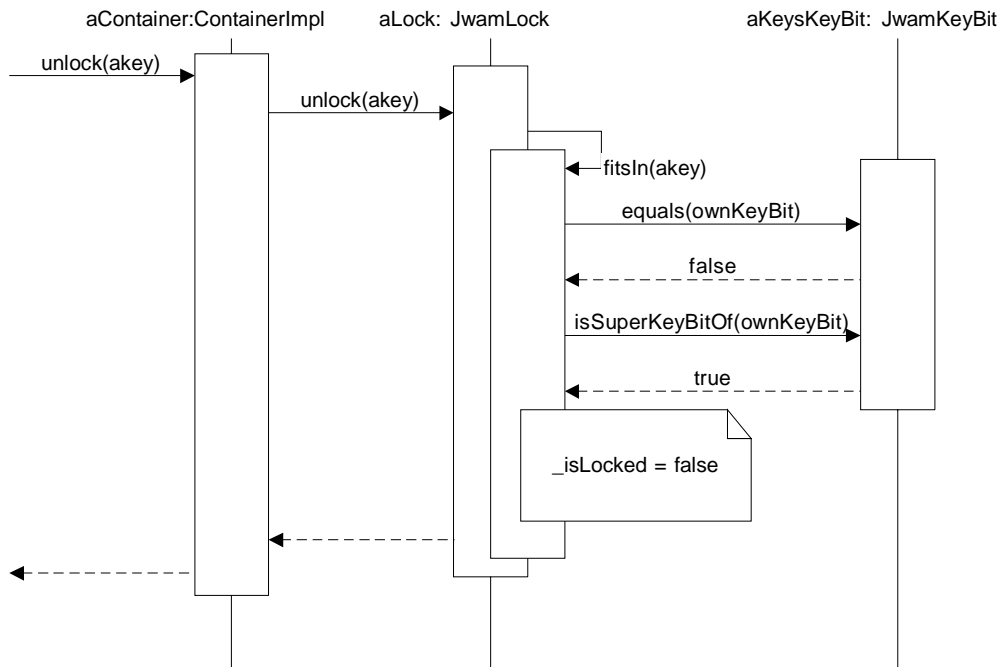 aContainer:ContainerImpl
aLock: JwamLock
aKeysKeyBit: JwamKeyBit
unlock(akey)
unlock(akey)
fitsIn(akey)
equals(ownKeyBit)
false
isSuperKeyBitOf(ownKeyBit)
true
_isLocked = false